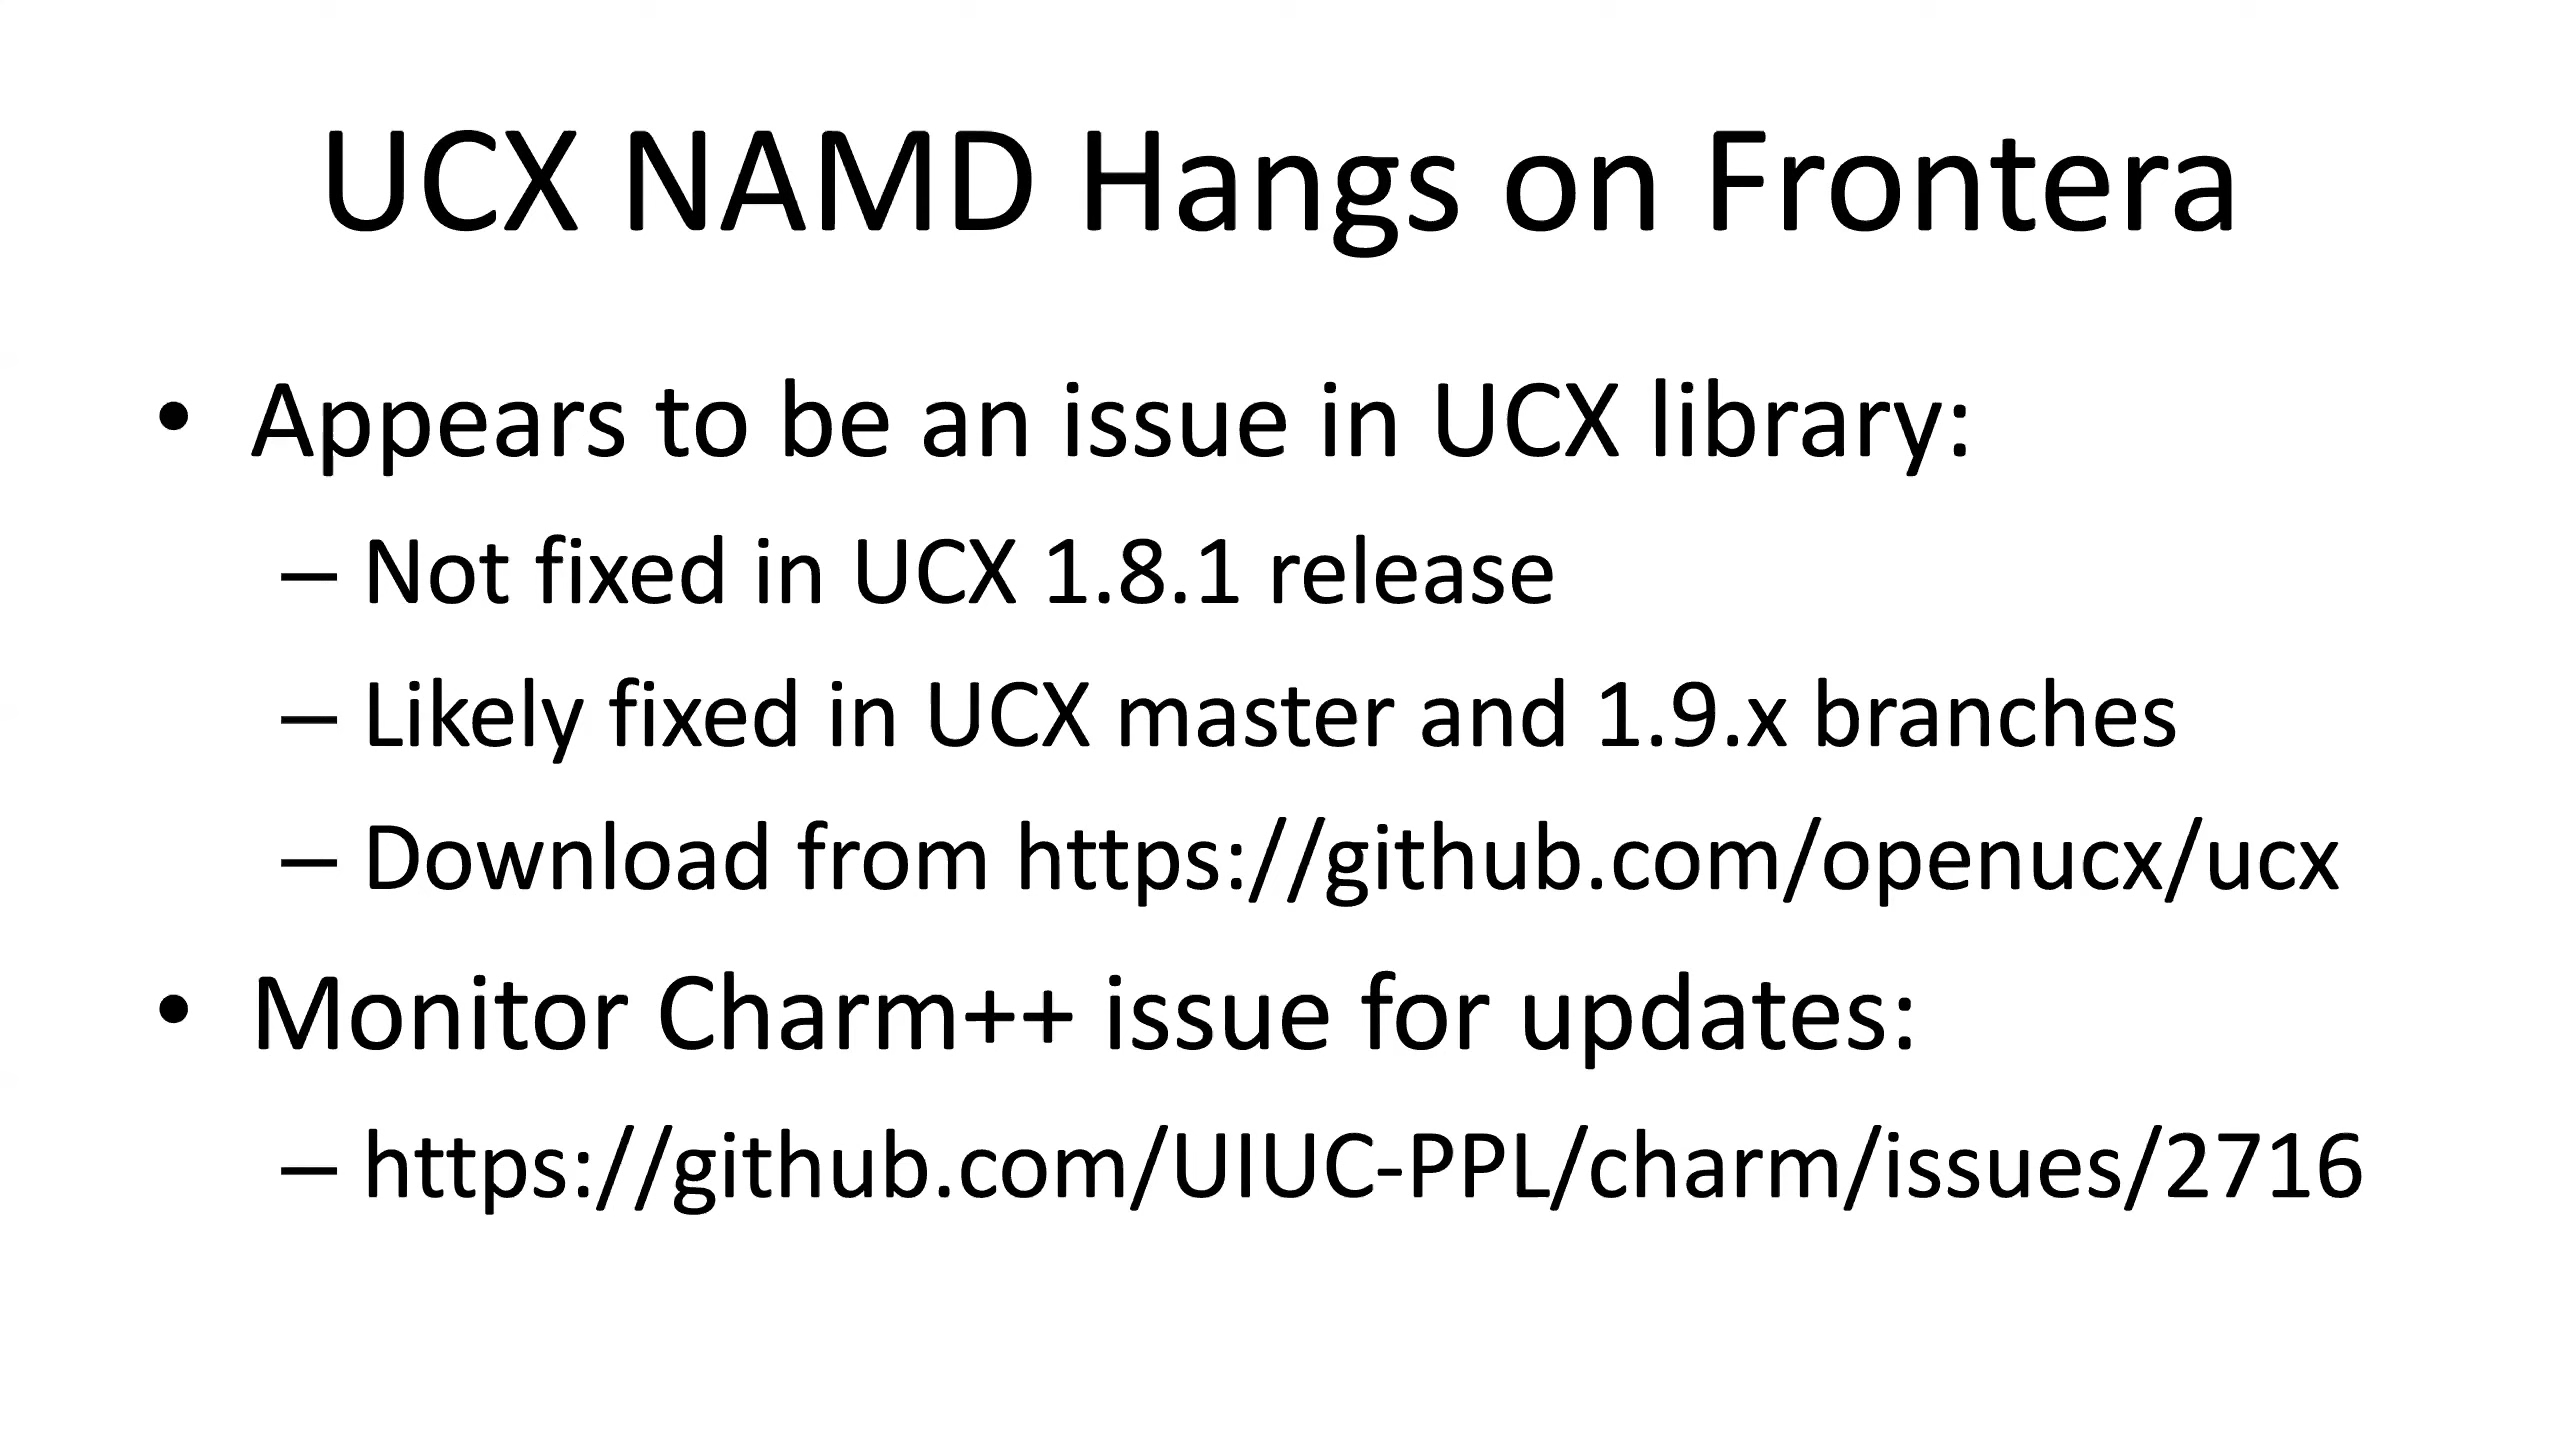 UCX NAMD Hangs on Frontera
• Appears to be an issue in UCX library:
– Not fixed in UCX 1.8.1 release
– Likely fixed in UCX master and 1.9.x branches
– Download from https://github.com/openucx/ucx
• Monitor Charm++ issue for updates:
– https://github.com/UIUC-PPL/charm/issues/2716